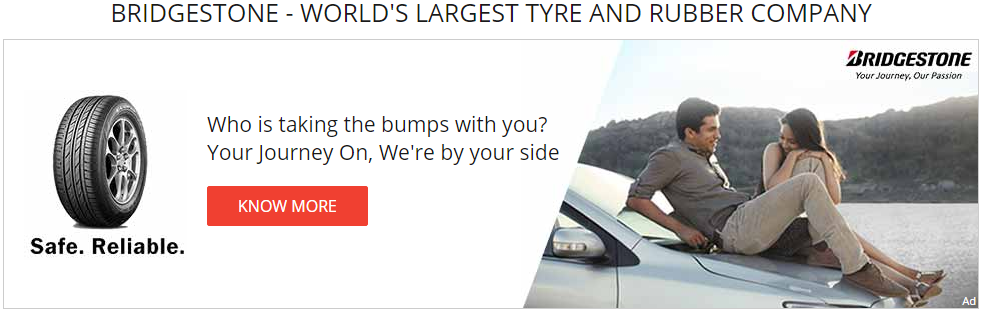 BRIDGESTONE - WORLD'S LARGEST TYRE AND RUBBER COMPANY
BRIDGESTONE
Your Journey, Our Passion
Who is taking the bumps with you?
Your Journey On, We're by your side
KNOW MORE
Safe. Reliable.
Ad